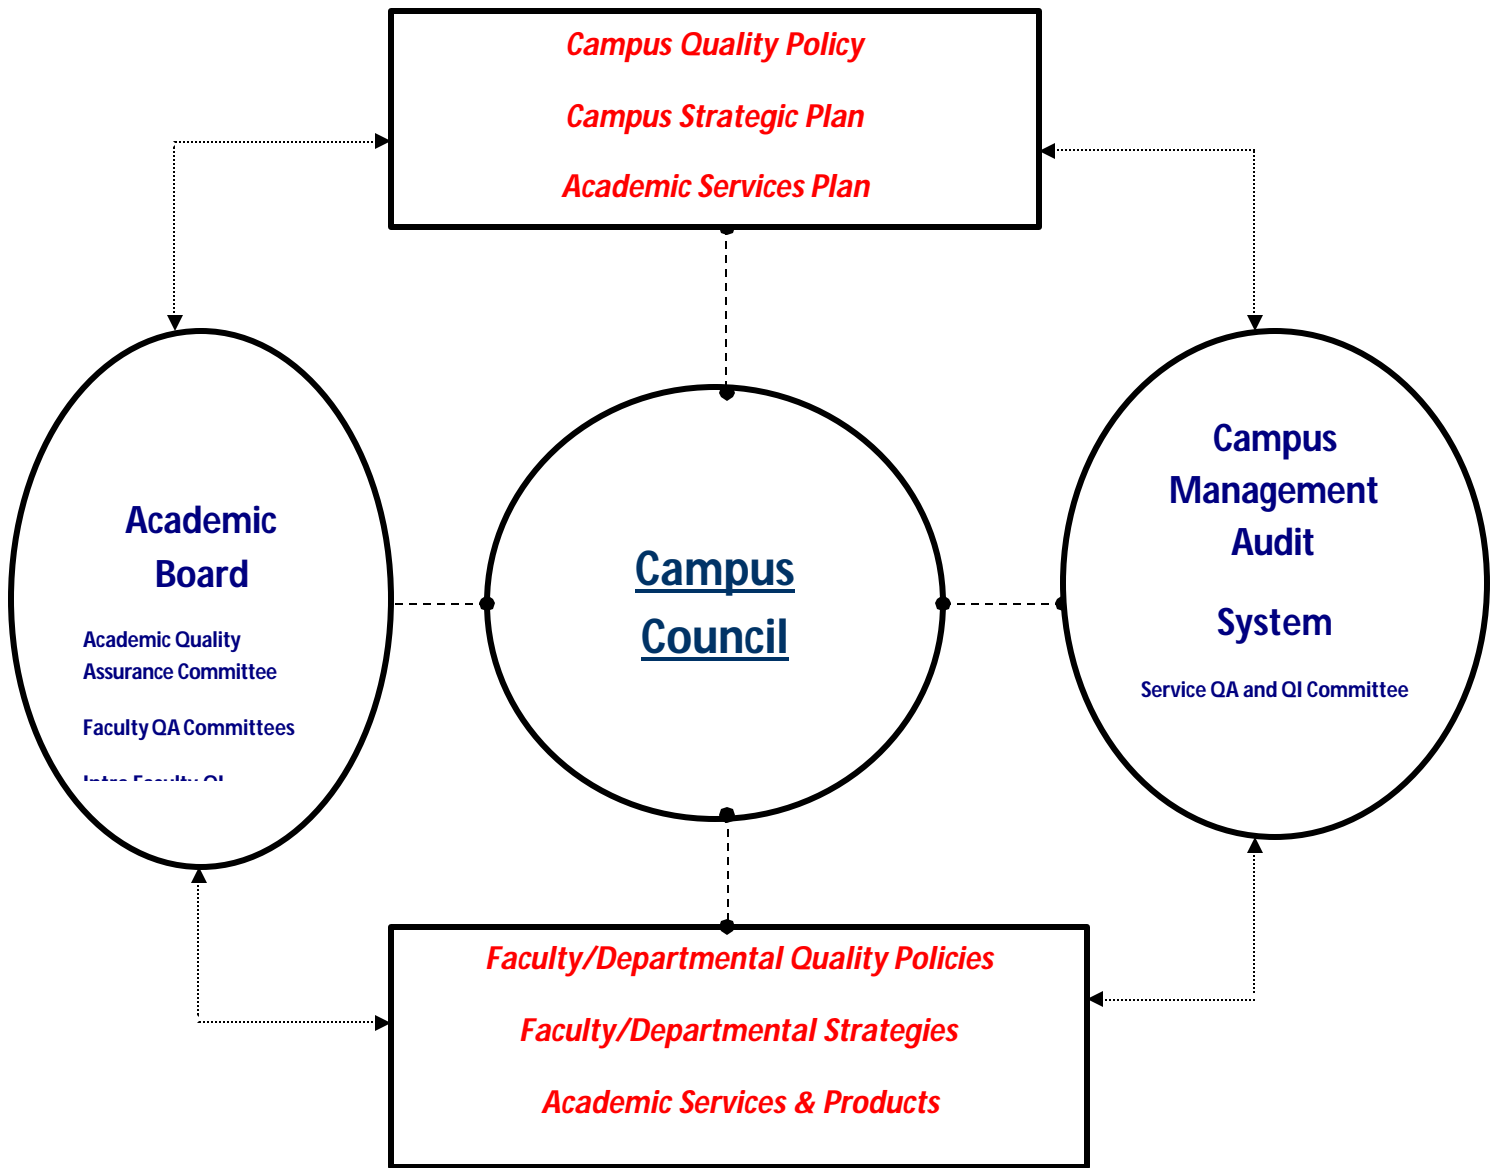 Campus Quality Policy
Campus Strategic Plan
Academic Services Plan
Academic
Board
Academic Quality
Assurance Committee
Faculty QA Committees
Campus
Council
Campus
Management
Audit
System
Service QA and QI Committee
Faculty/Departmental Quality Policies
Faculty/Departmental Strategies
Academic Services & Products